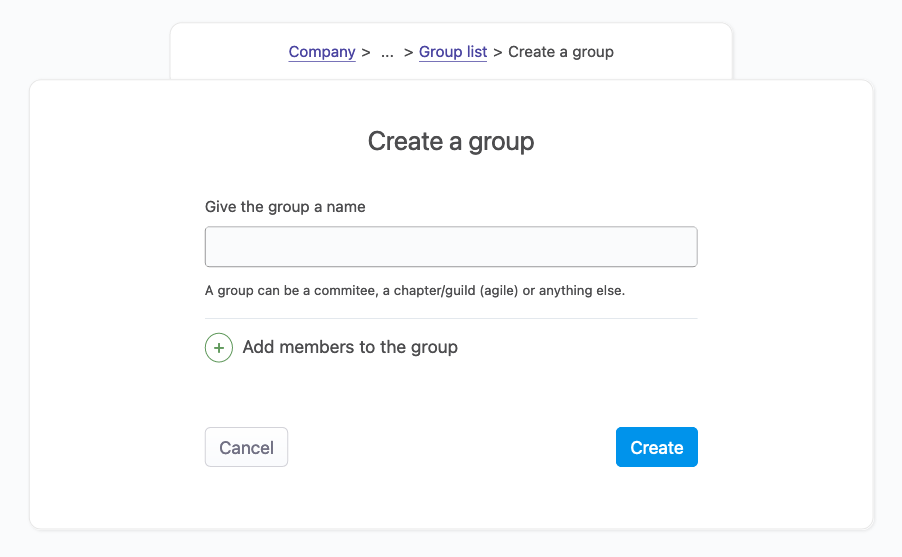 Company > ... > Group list > Create a group
Create a group
Give the group a name
A group can be a commitee, a chapter/guild (agile) or anything else.
+ Add members to the group
Cancel
Create